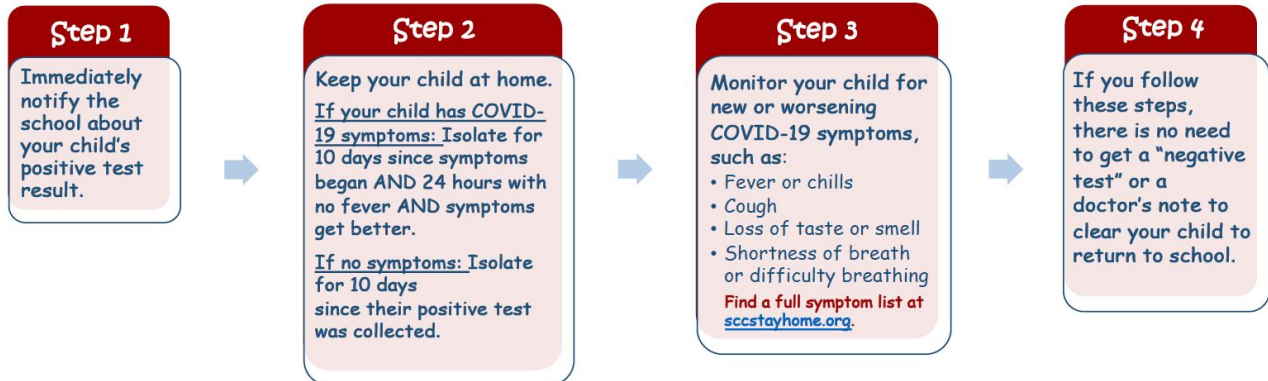 Step 1
Immediately
notify the
school about
your child's
positive test
result.
Step 2
Keep your child at home.
If your child has COVID-
19 symptoms: Isolate for
10 days since symptoms
began AND 24 hours with
no fever AND symptoms
get better.
If no symptoms: Isolate
for 10 days
since their positive test
was collected.
Step 3
Monitor your child for
new or worsening
COVID-19 symptoms,
such as:
• Fever or chills
• Cough
• Loss of taste or smell
• Shortness of breath
or difficulty breathing
Find a full symptom list at
sccstayhome.org.
Step 4
If you follow
these steps,
there is no need
to get a “negative
test” or a
doctor's note to
clear your child to
return to school.